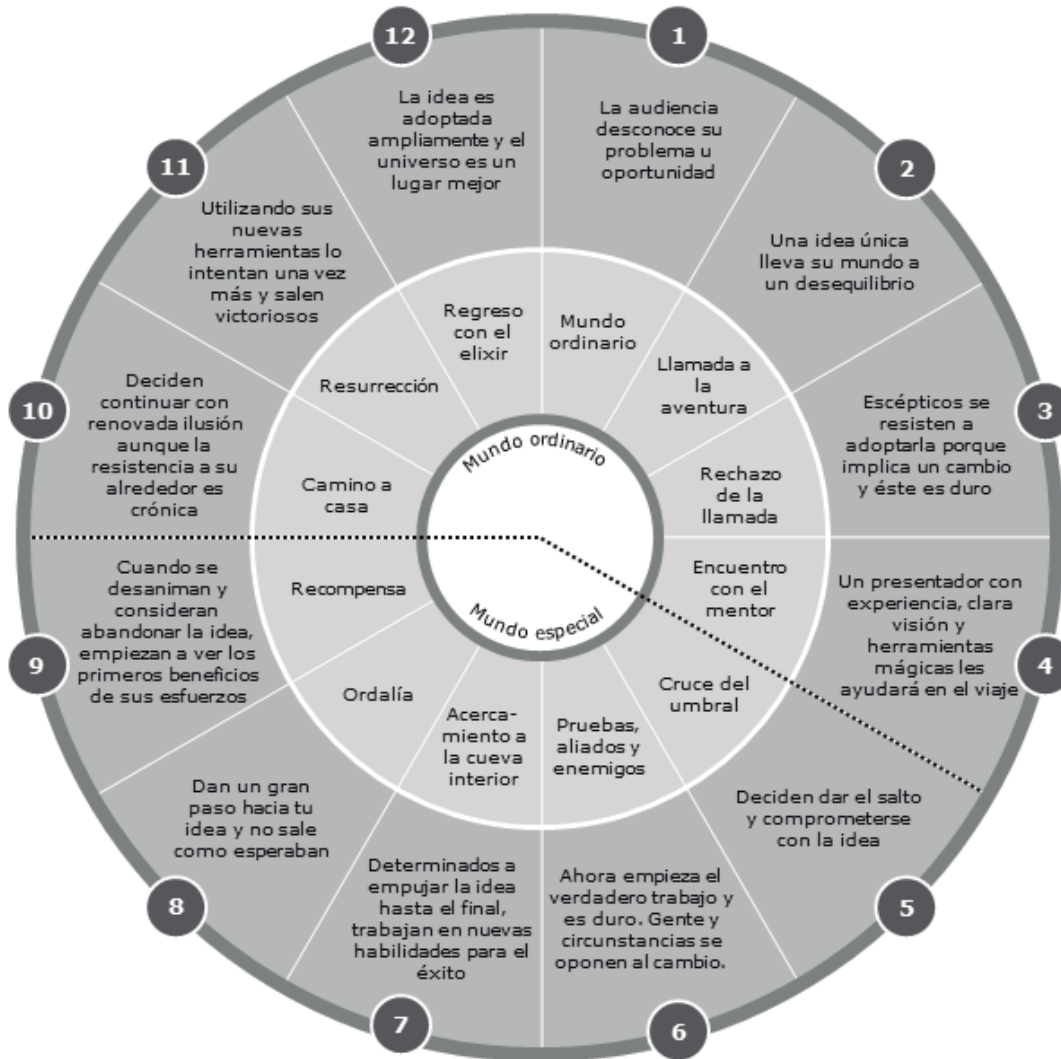 1
La audiencia
desconoce su
problema u
oportunidad
Mundo
ordinario
2
Una idea única
lleva su mundo a
un desequilibrio
Llamada a
la
aventura
3
Escépticos se
resisten a
adoptarla porque
implica un cambio
y éste es duro
Rechazo
de la
llamada
4
Un presentador con
experiencia, clara
visión y
herramientas
mágicas les
ayudará en el viaje
Encuentro
con el
mentor
5
Deciden dar el salto
y comprometerse
con la idea
Cruce del
umbral
6
Ahora empieza el
verdadero trabajo y
es duro. Gente y
circunstancias se
oponen al cambio.
Pruebas,
aliados y
enemigos
7
Determinados a
empujar la idea
hasta el final,
trabajan en nuevas
habilidades para el
éxito
Acerca-
miento a
la cueva
interior
8
Dan un gran
paso hacia tu
idea y no sale
como esperaban
Ordalía
9
Cuando se
desaniman y
consideran
abandonar la idea,
empiezan a ver los
primeros beneficios
de sus esfuerzos
Recompensa
10
Deciden
continuar con
renovada ilusión
aunque la
resistencia a su
alrededor es
crónica
Camino a
casa
11
Utilizando sus
nuevas
herramientas lo
intentan una vez
más y salen
victoriosos
Resurrección
12
La idea es
adoptada
ampliamente y el
universo es un
lugar mejor
Regreso
con el
elixir
Mundo ordinario
Mundo especial